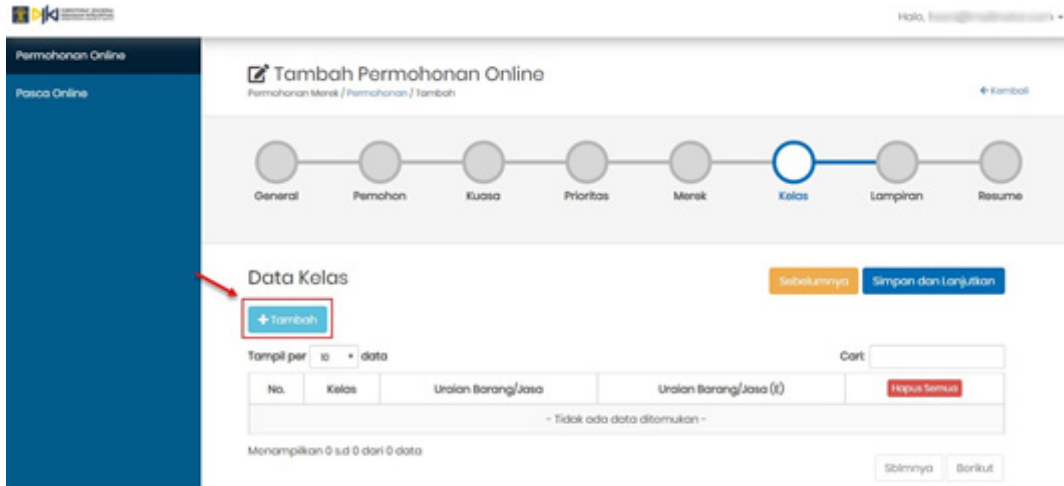 Halo,
Permohonan Online
Pasca Online
Tambah Permohonan Online
Permohonan Merek / Permohonan / Tambah
Kembali
General
Pemohon
Kuasa
Prioritas
Merek
Kelas
Lampiran
Resume
Data Kelas
Sebelumnya
Simpan dan Lanjutkan
+ Tambah
Tampil per 10 data
Cari:
No. Kelas Uraian Barang/Jasa Uraian Barang/Jasa (E) Hapus Semua
- Tidak ada data ditemukan -
Menampilkan 0 s.d 0 dari 0 data
Sblmnya
Berikut